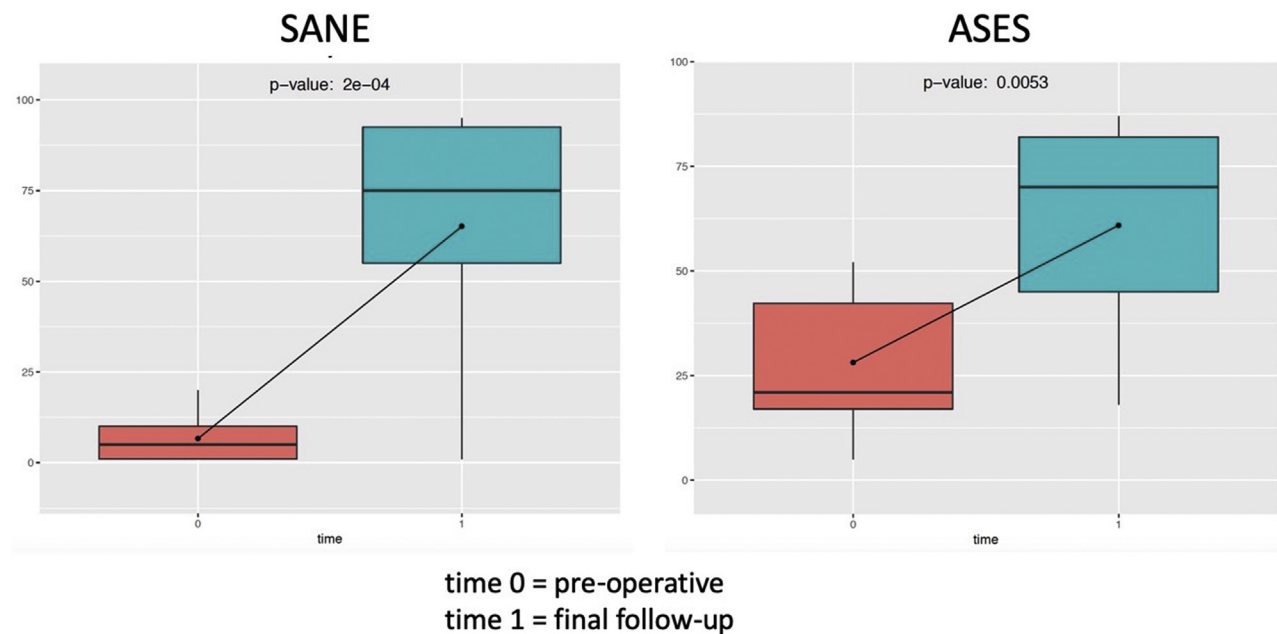 SANE
p-value: 2e-04
100
75
50
25
0
0
1
time
ASES
p-value: 0.0053
100
75
50
25
0
0
1
time
time 0 = pre-operative
time 1 = final follow-up